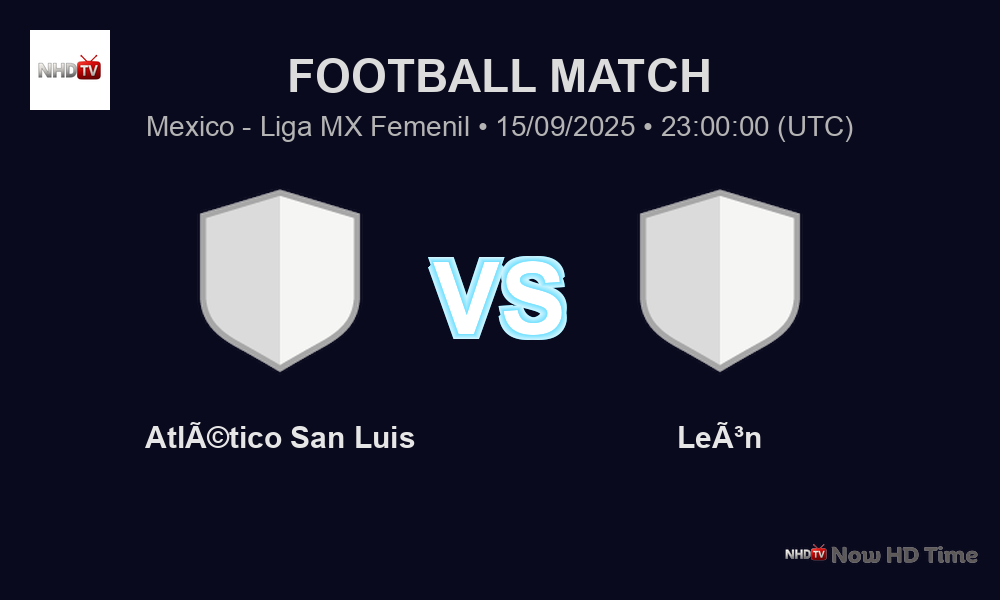 NHDTV
FOOTBALL MATCH
Mexico - Liga MX Femenil • 15/09/2025 • 23:00:00 (UTC)
VS
AtlÃ©tico San Luis
LeÃ³n
NHDTV Now HD Time